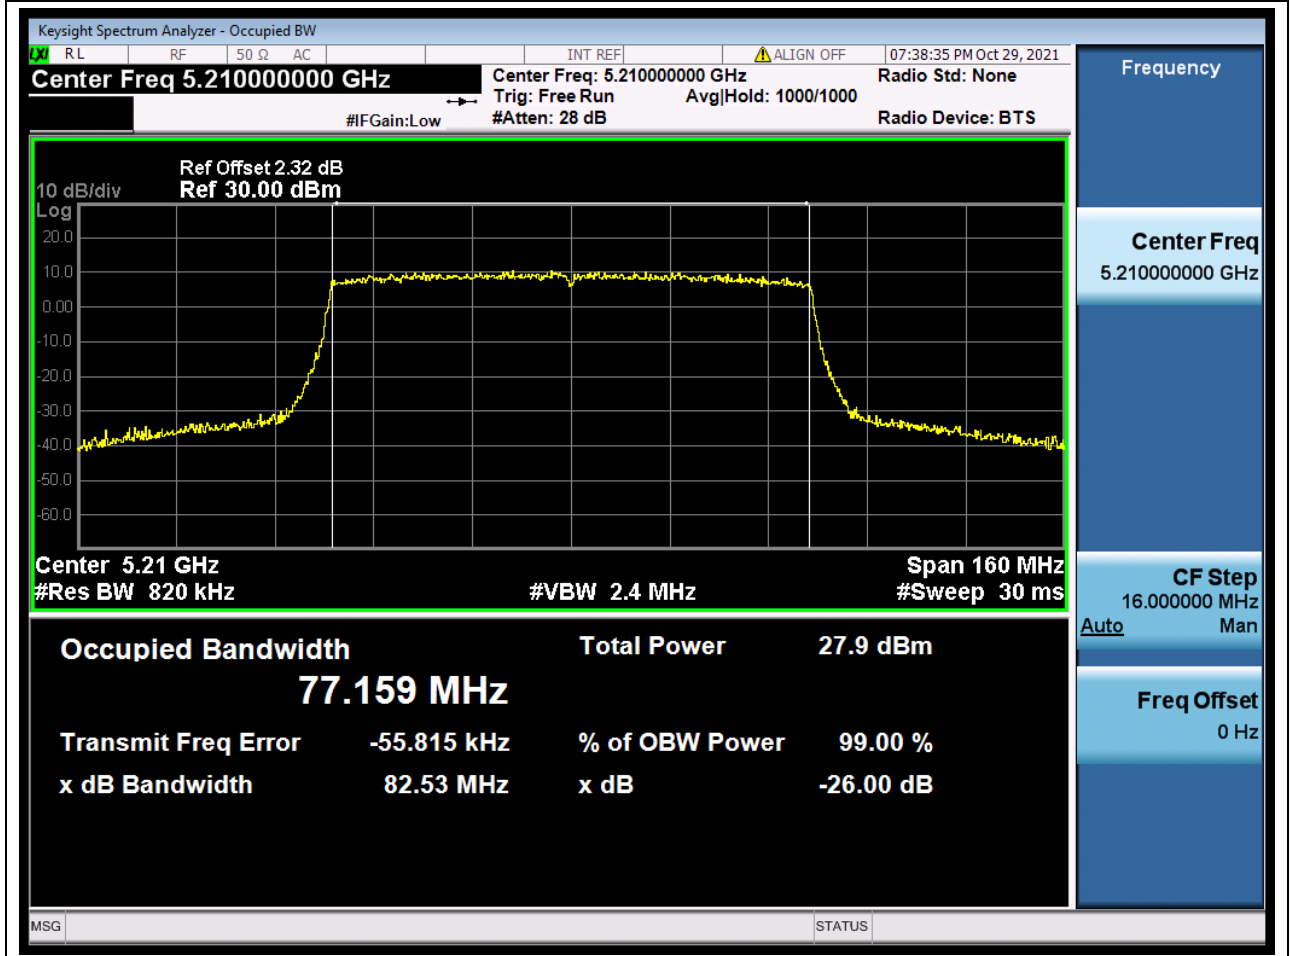 Keysight Spectrum Analyzer - Occupied BW
LXI RL RF 50 Ω AC INT REF ALIGN OFF 07:38:35 PM Oct 29, 2021
Center Freq 5.210000000 GHz
Center Freq: 5.210000000 GHz Radio Std: None
Trig: Free Run Avg|Hold: 1000/1000
#IFGain:Low #Atten: 28 dB Radio Device: BTS
Ref Offset 2.32 dB
10 dB/div Ref 30.00 dBm
Log
20.0
10.0
0.00
-10.0
-20.0
-30.0
-40.0
-50.0
-60.0
Center 5.21 GHz Span 160 MHz
#Res BW 820 kHz #VBW 2.4 MHz #Sweep 30 ms
Occupied Bandwidth Total Power 27.9 dBm
77.159 MHz
Transmit Freq Error -55.815 kHz % of OBW Power 99.00 %
x dB Bandwidth 82.53 MHz x dB -26.00 dB
Frequency
Center Freq
5.210000000 GHz
CF Step
16.000000 MHz
Auto Man
Freq Offset
0 Hz
MSG STATUS